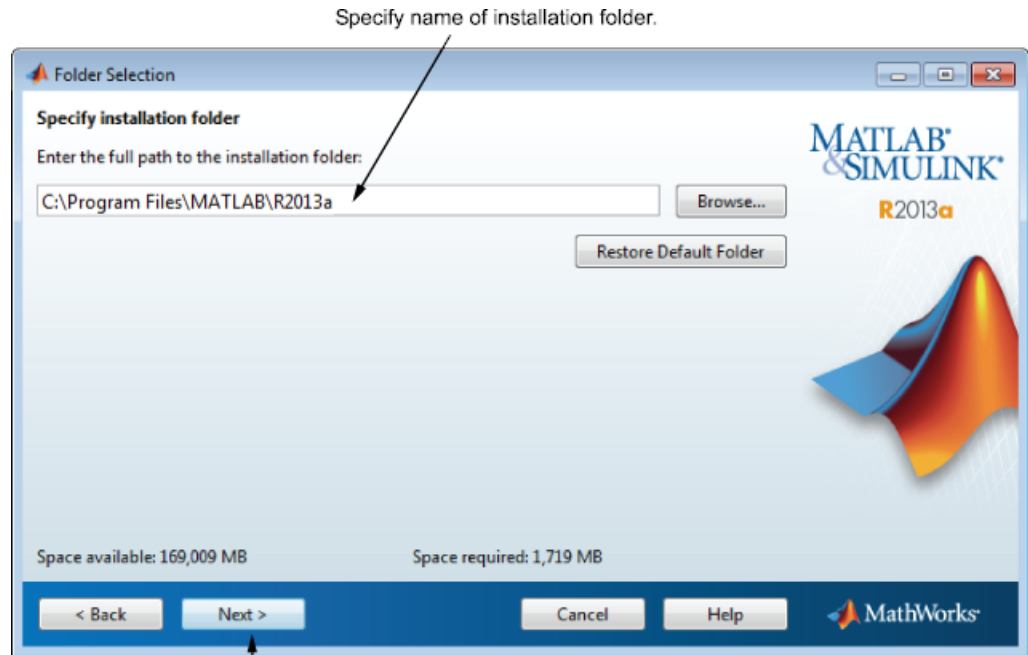 Specify name of installation folder.
Folder Selection
Specify installation folder
Enter the full path to the installation folder:
C:\Program Files\MATLAB\R2013a
Browse...
Restore Default Folder
MATLAB®
&SIMULINK®
R2013a
Space available: 169,009 MB
Space required: 1,719 MB
< Back
Next >
Cancel
Help
MathWorks®